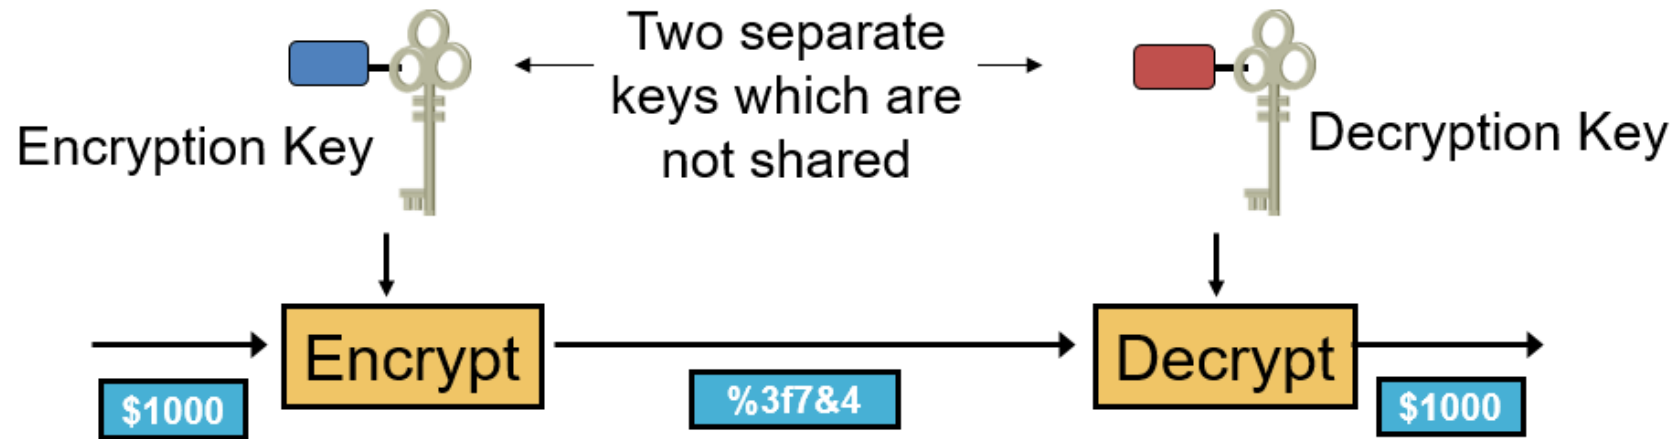 Two separate
keys which are
not shared
Encryption Key
Decryption Key
Encrypt
Decrypt
$1000
%3f7&4
$1000